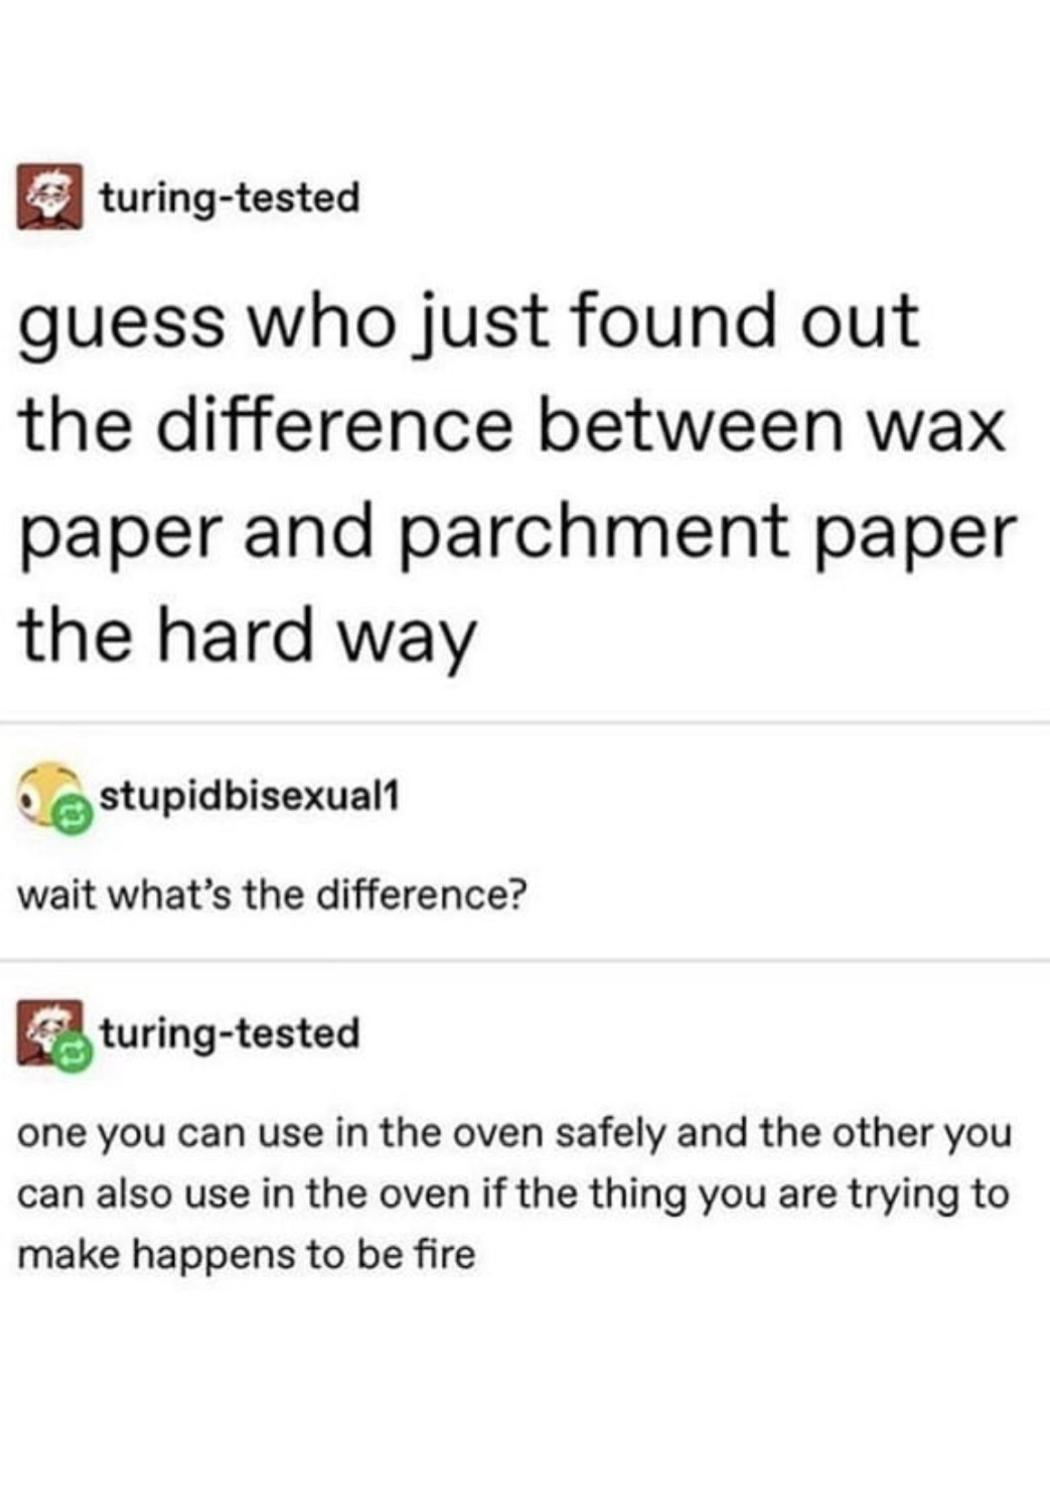 turing-tested
guess who just found out
the difference between wax
paper and parchment paper
the hard way
stupidbisexual1
wait what’s the difference?
turing-tested
one you can use in the oven safely and the other you
can also use in the oven if the thing you are trying to
make happens to be fire